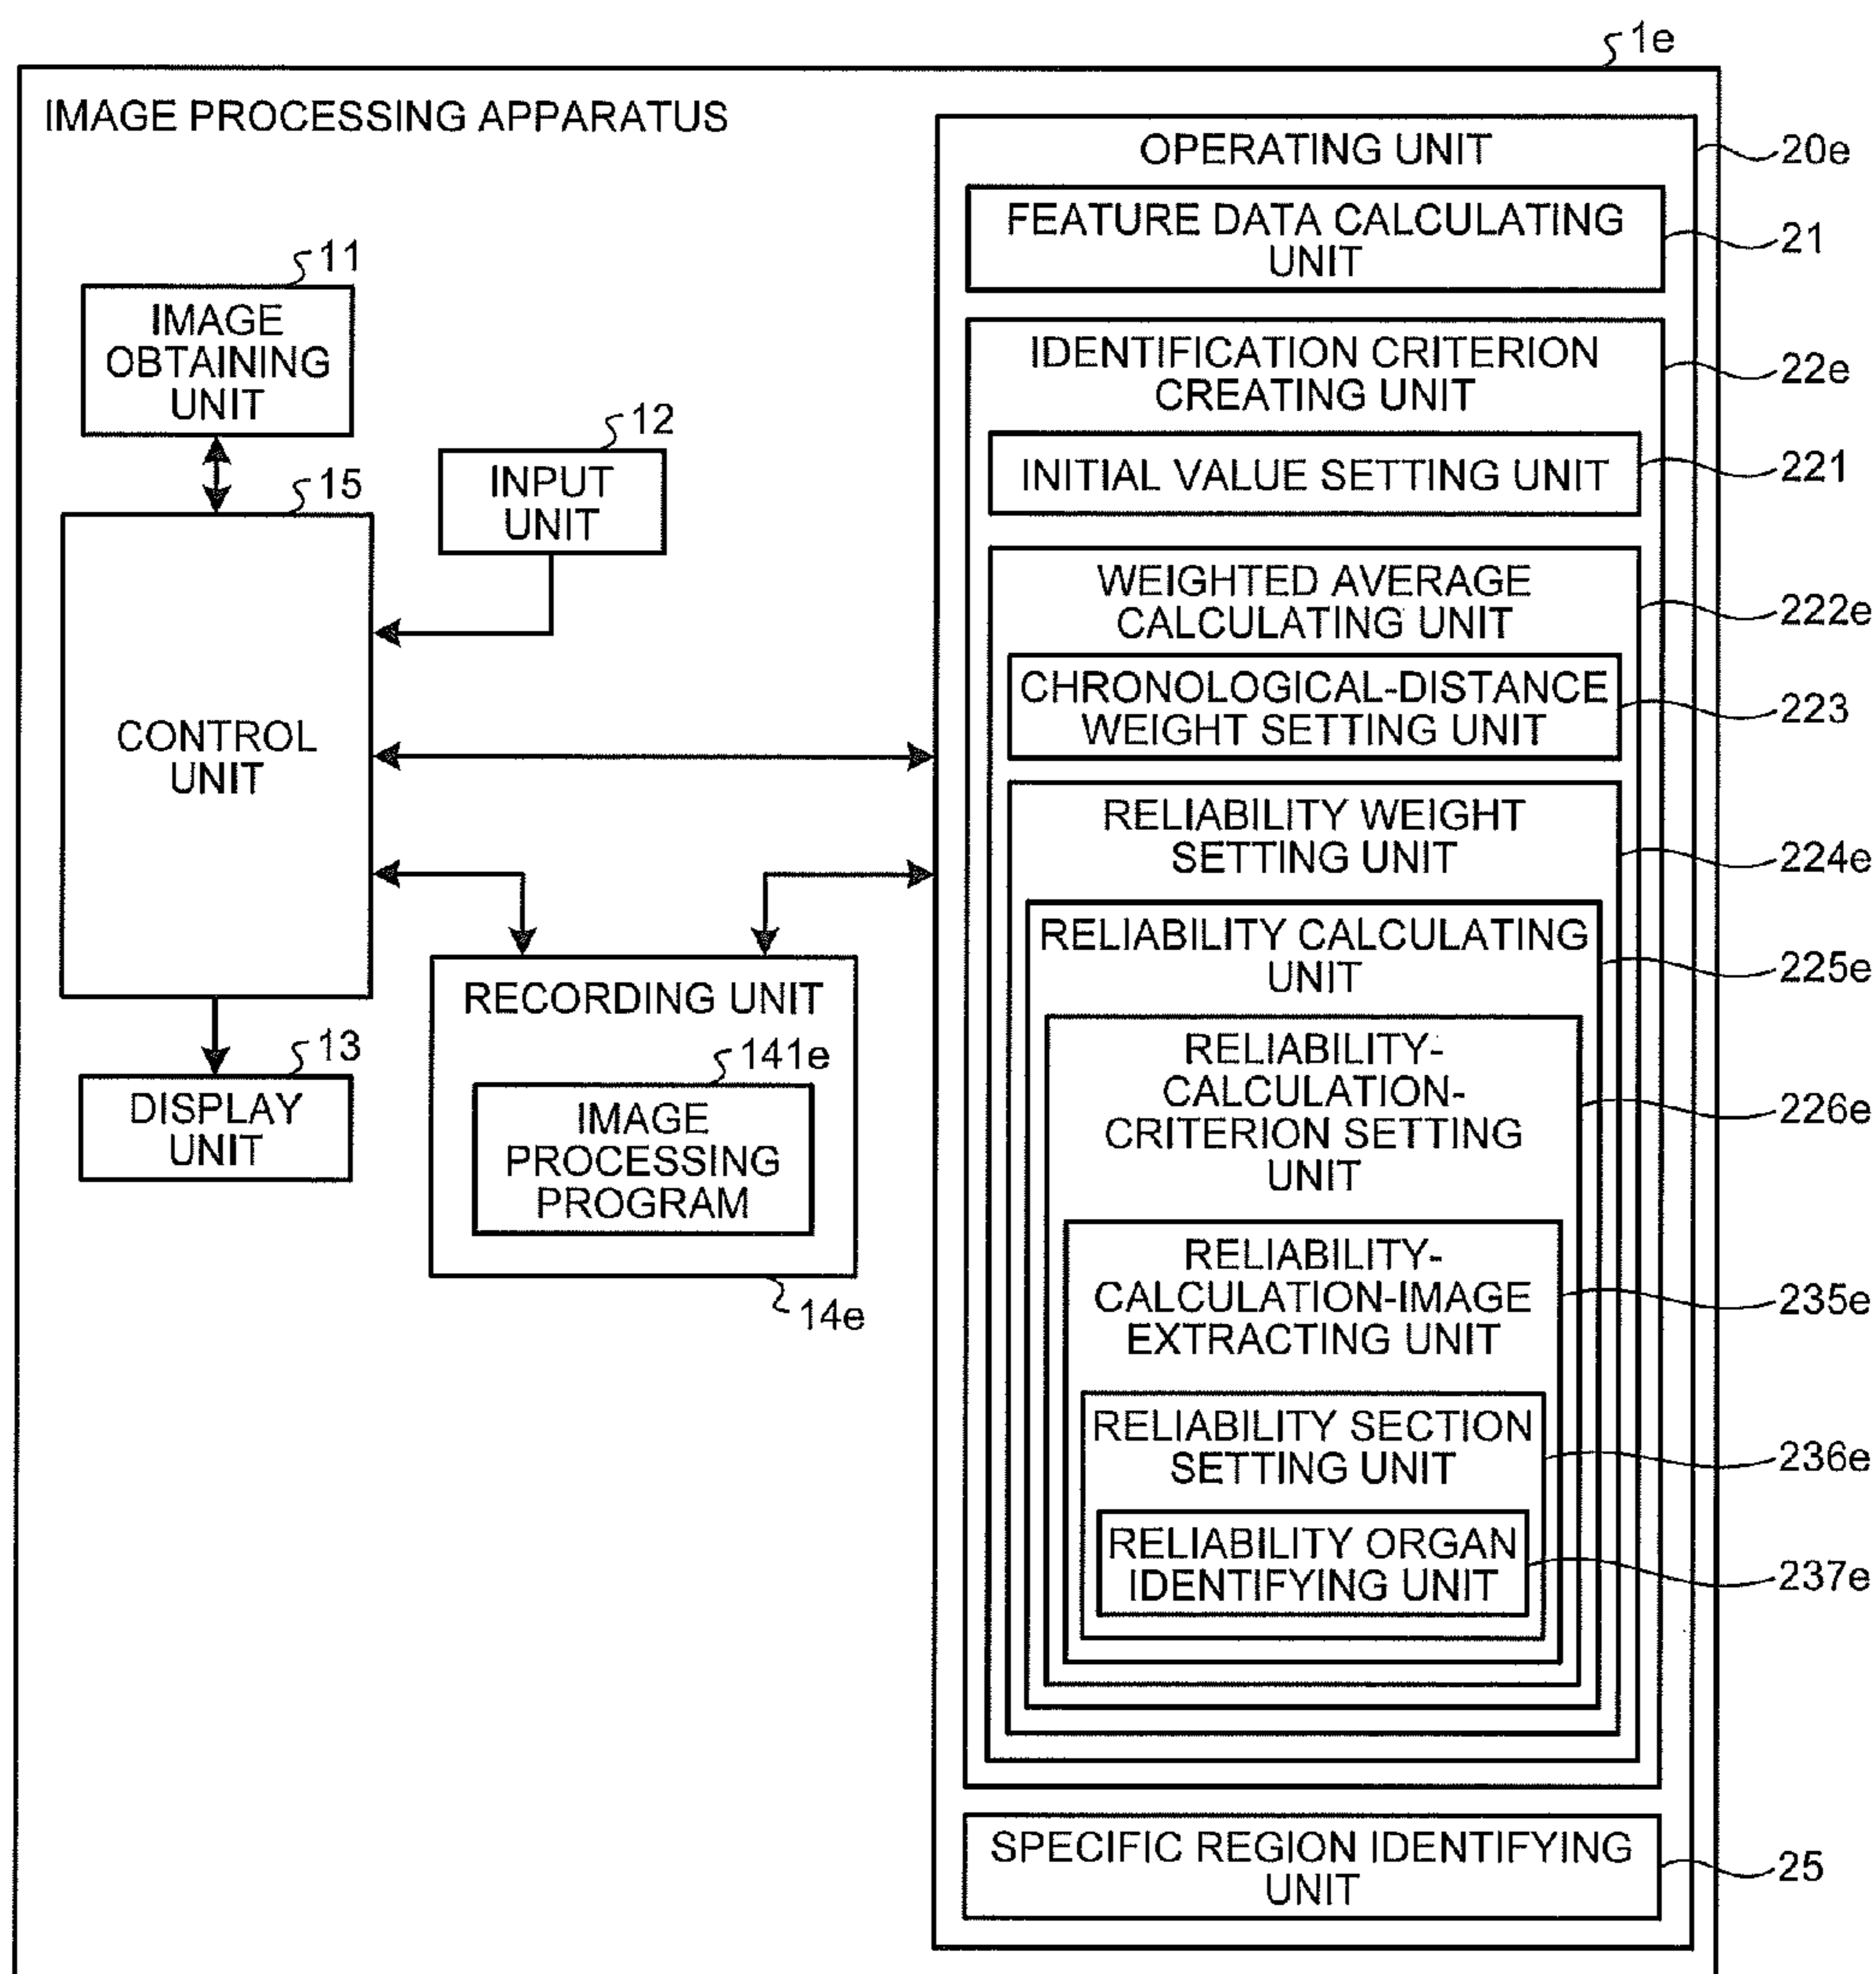 1e
IMAGE PROCESSING APPARATUS
11
IMAGE
OBTAINING
UNIT
12
INPUT
UNIT
15
CONTROL
UNIT
13
DISPLAY
UNIT
RECORDING UNIT
141e
IMAGE
PROCESSING
PROGRAM
14e
OPERATING UNIT
20e
FEATURE DATA CALCULATING
UNIT
21
IDENTIFICATION CRITERION
CREATING UNIT
22e
INITIAL VALUE SETTING UNIT
221
WEIGHTED AVERAGE
CALCULATING UNIT
222e
CHRONOLOGICAL-DISTANCE
WEIGHT SETTING UNIT
223
RELIABILITY WEIGHT
SETTING UNIT
224e
RELIABILITY CALCULATING
UNIT
225e
RELIABILITY-
CALCULATION-
CRITERION SETTING
UNIT
226e
RELIABILITY-
CALCULATION-IMAGE
EXTRACTING UNIT
235e
RELIABILITY SECTION
SETTING UNIT
236e
RELIABILITY ORGAN
IDENTIFYING UNIT
237e
SPECIFIC REGION IDENTIFYING
UNIT
25